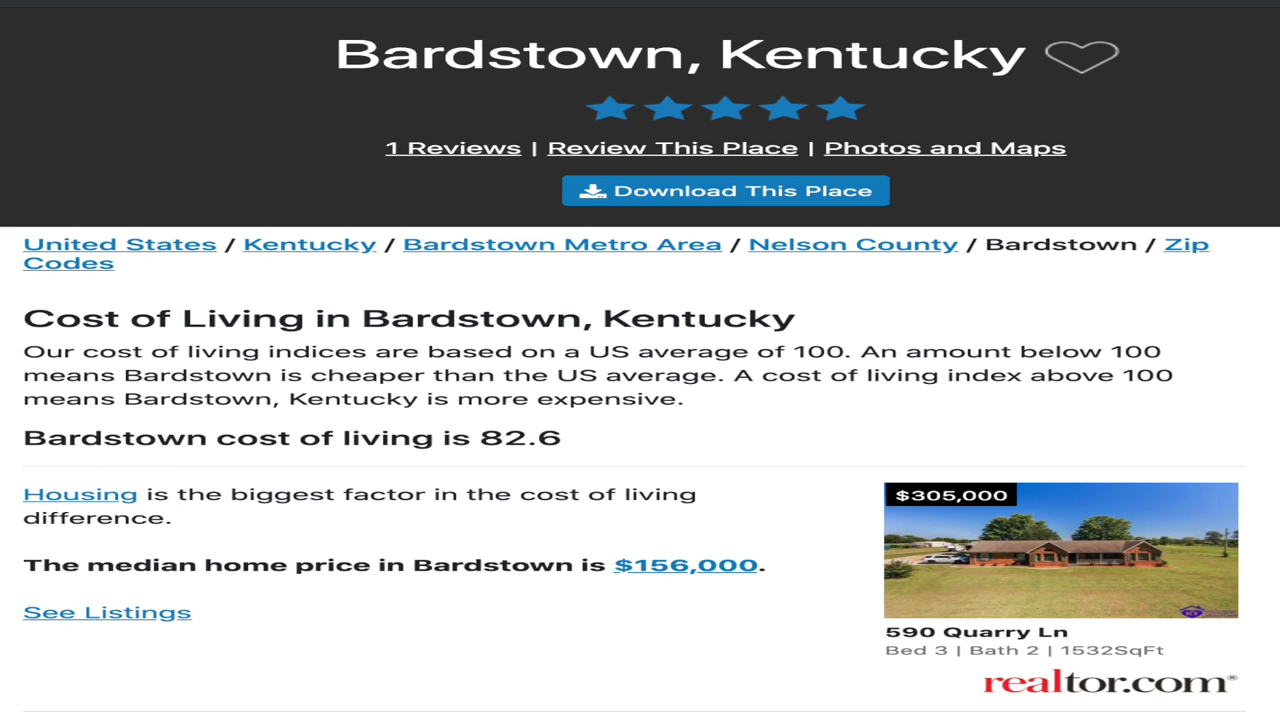 Bardstown, Kentucky
1 Reviews | Review This Place | Photos and Maps
Download This Place
United States / Kentucky / Bardstown Metro Area / Nelson County / Bardstown / Zip
Codes
Cost of Living in Bardstown, Kentucky
Our cost of living indices are based on a US average of 100. An amount below 100
means Bardstown is cheaper than the US average. A cost of living index above 100
means Bardstown, Kentucky is more expensive.
Bardstown cost of living is 82.6
Housing is the biggest factor in the cost of living
difference.
The median home price in Bardstown is $156,000.
See Listings
$305,000
590 Quarry Ln
Bed 3 | Bath 2 | 1532SqFt
realtor.com®